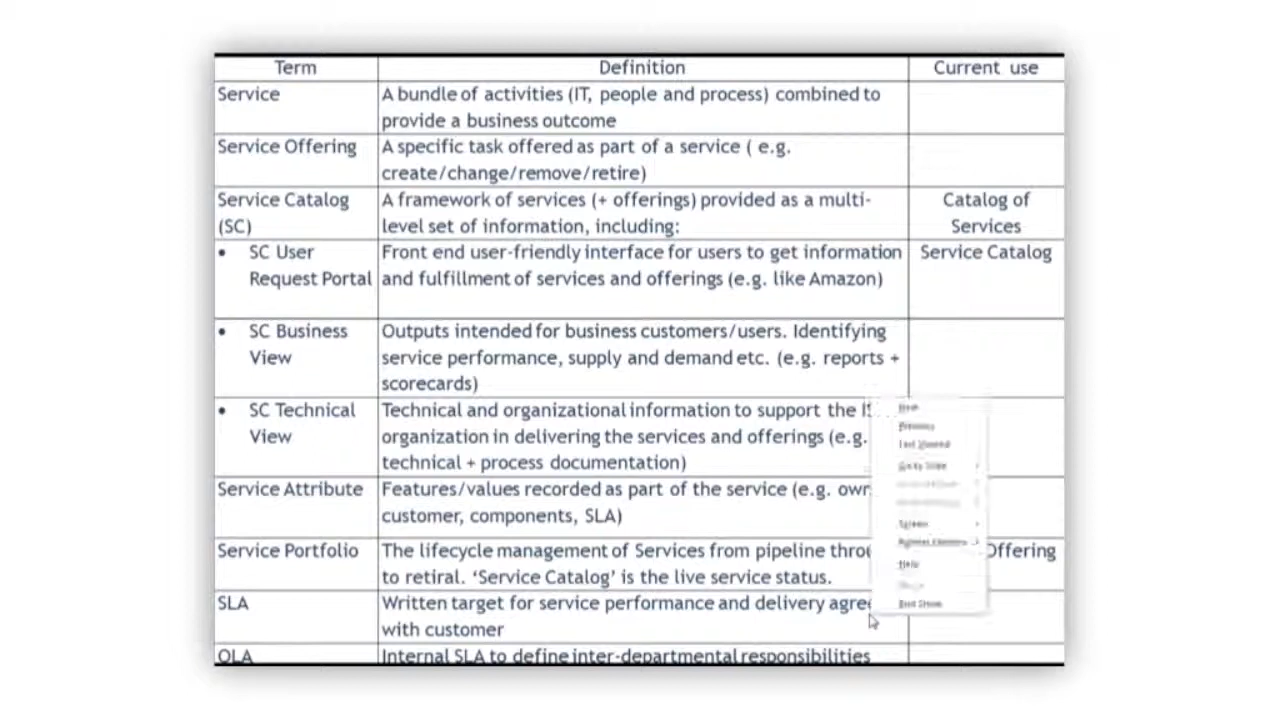 Term Definition Current use
Service A bundle of activities (IT, people and process) combined to
provide a business outcome
Service Offering A specific task offered as part of a service ( e.g.
create/change/remove/retire)
Service Catalog A framework of services (+ offerings) provided as a multi- Catalog of
(SC) level set of information, including: Services
• SC User Front end user-friendly interface for users to get information Service Catalog
Request Portal and fulfillment of services and offerings (e.g. like Amazon)
• SC Business Outputs intended for business customers/users. Identifying
View service performance, supply and demand etc. (e.g. reports +
scorecards)
• SC Technical Technical and organizational information to support the
View organization in delivering the services and offerings (e.g.
technical + process documentation)
Service Attribute Features/values recorded as part of the service (e.g.
customer, components, SLA)
Service Portfolio The lifecycle management of Services from pipeline Offering
to retiral. ‘Service Catalog’ is the live service status.
SLA Written target for service performance and delivery
with customer
OLA Internal SLA to define inter-departmental responsibilities
Help
End Show